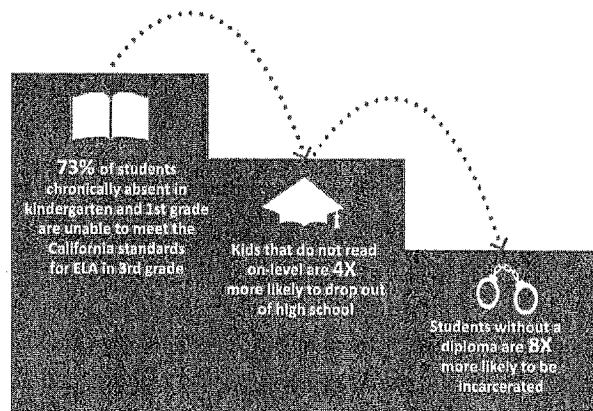 73% of students
chronically absent in
kindergarten and 1st grade
are unable to meet the
California standards
for ELA in 3rd grade
Kids that do not read
on-level are 4X
more likely to drop out
of high school
Students without a
diploma are 8X
more likely to be
incarcerated